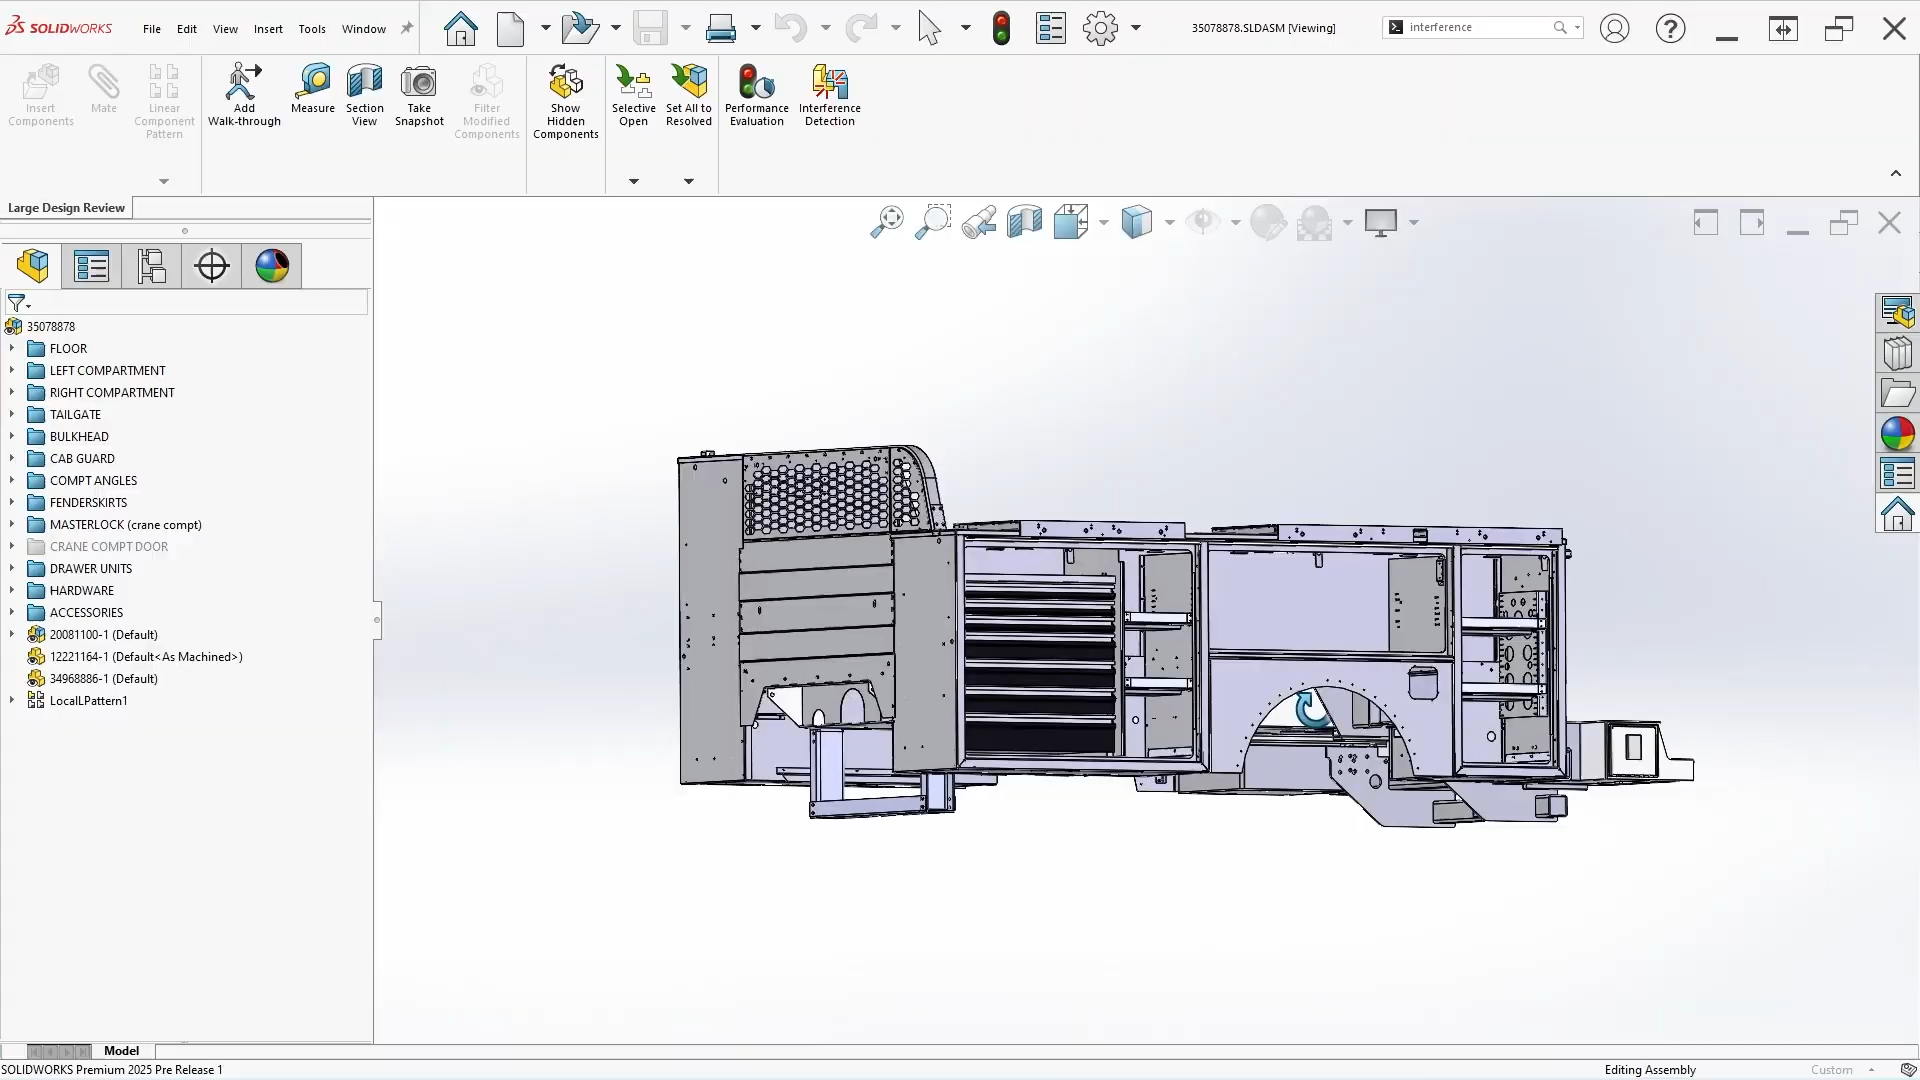 SOLIDWORKS
File Edit View Insert Tools Window
35078878.SLDASM [Viewing]
interference
Insert Components
Mate
Linear Component Pattern
Add Walk-through
Measure
Section View
Take Snapshot
Filter Modified Components
Show Hidden Components
Selective Open
Set All to Resolved
Performance Evaluation
Interference Detection
Large Design Review
35078878
FLOOR
LEFT COMPARTMENT
RIGHT COMPARTMENT
TAILGATE
BULKHEAD
CAB GUARD
COMPT ANGLES
FENDERSKIRTS
MASTERLOCK (crane compt)
CRANE COMPT DOOR
DRAWER UNITS
HARDWARE
ACCESSORIES
20081100-1 (Default)
12221164-1 (Default<As Machined>)
34968886-1 (Default)
LocalLPattern1
Model
SOLIDWORKS Premium 2025 Pre Release 1
Editing Assembly
Custom